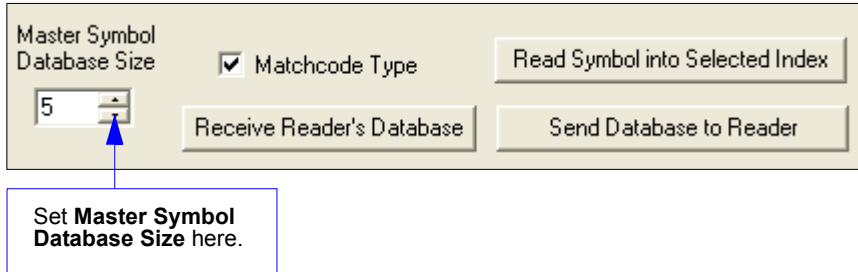 Master Symbol
Database Size
5
Matchcode Type
Read Symbol into Selected Index
Receive Reader's Database
Send Database to Reader
Set Master Symbol
Database Size here.